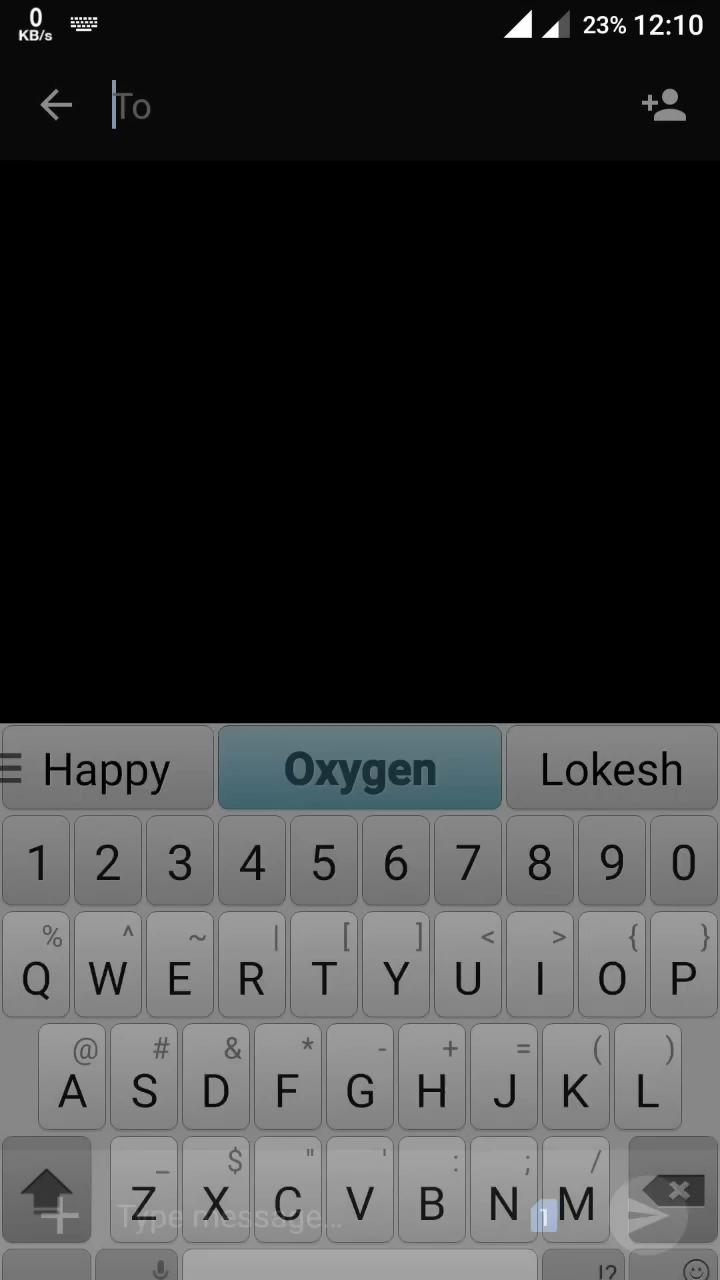 0 KB/s 23% 12:10
To
Happy Oxygen Lokesh
1 2 3 4 5 6 7 8 9 0
% ^ ~ | [ ] < > { }
Q W E R T Y U I O P
@ # & * - + = ( )
A S D F G H J K L
_ $ " ' : ; /
Z X C V B N M
Type message... 1
!?